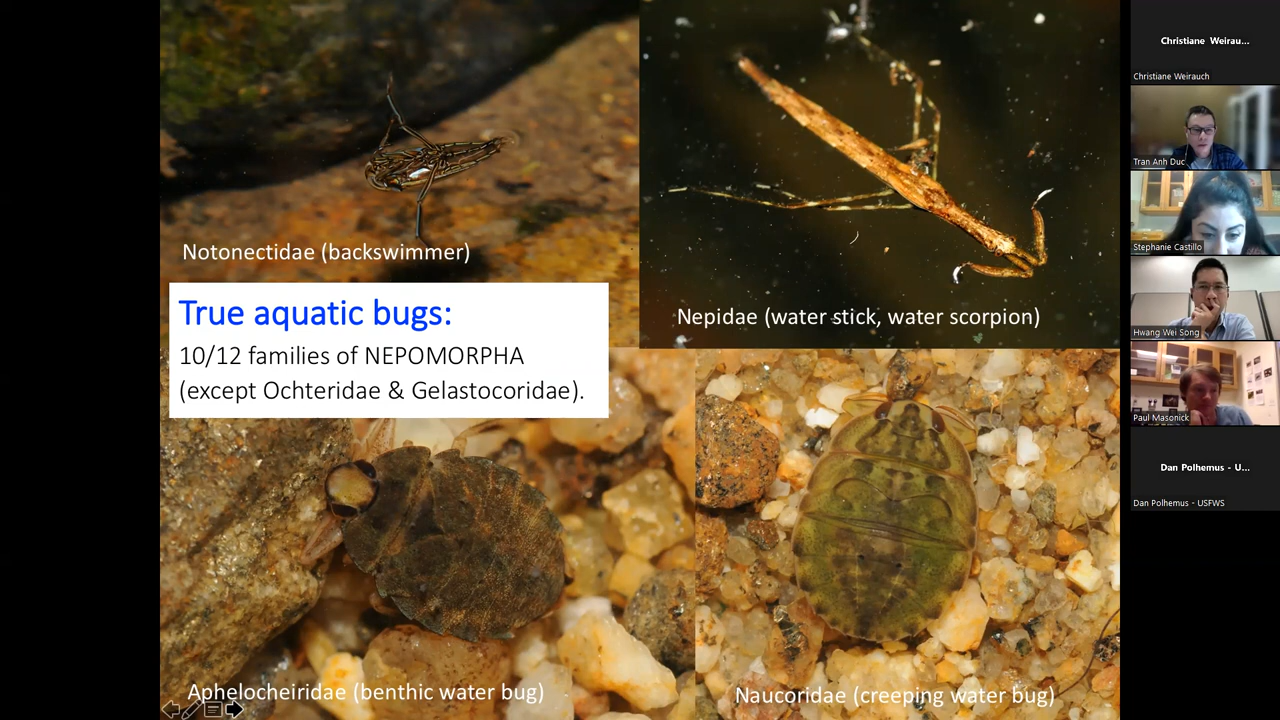 Notonectidae (backswimmer)
Nepidae (water stick, water scorpion)
True aquatic bugs:
10/12 families of NEPOMORPHA
(except Ochteridae & Gelastocoridae).
Aphelocheiridae (benthic water bug)
Naucoridae (creeping water bug)
Christiane Weirau...
Christiane Weirauch
Tran Anh Duc
Stephanie Castillo
Hwang Wei Song
Paul Masonick
Dan Polhemus - U...
Dan Polhemus - USFWS